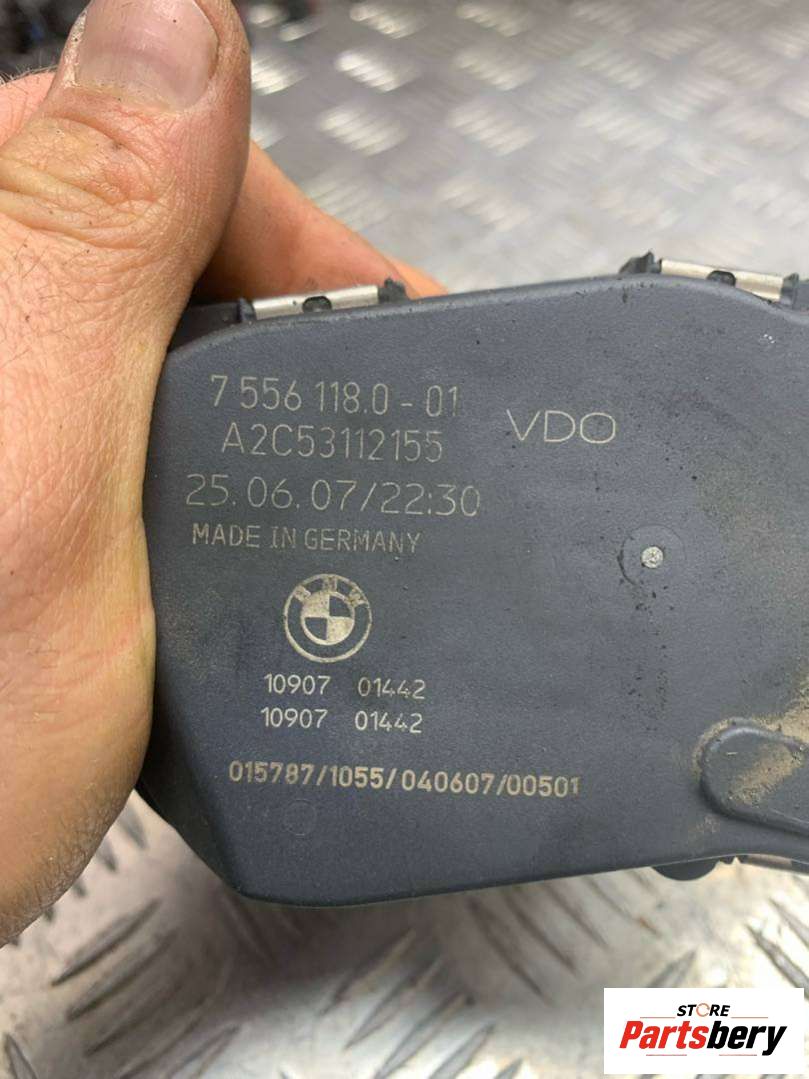 7 556 118.0 - 01
A2C53112155
VDO
25.06.07/22:30
MADE IN GERMANY
BMW
10907 01442
10907 01442
015787/1055/040607/00501
STORE
Partsbery